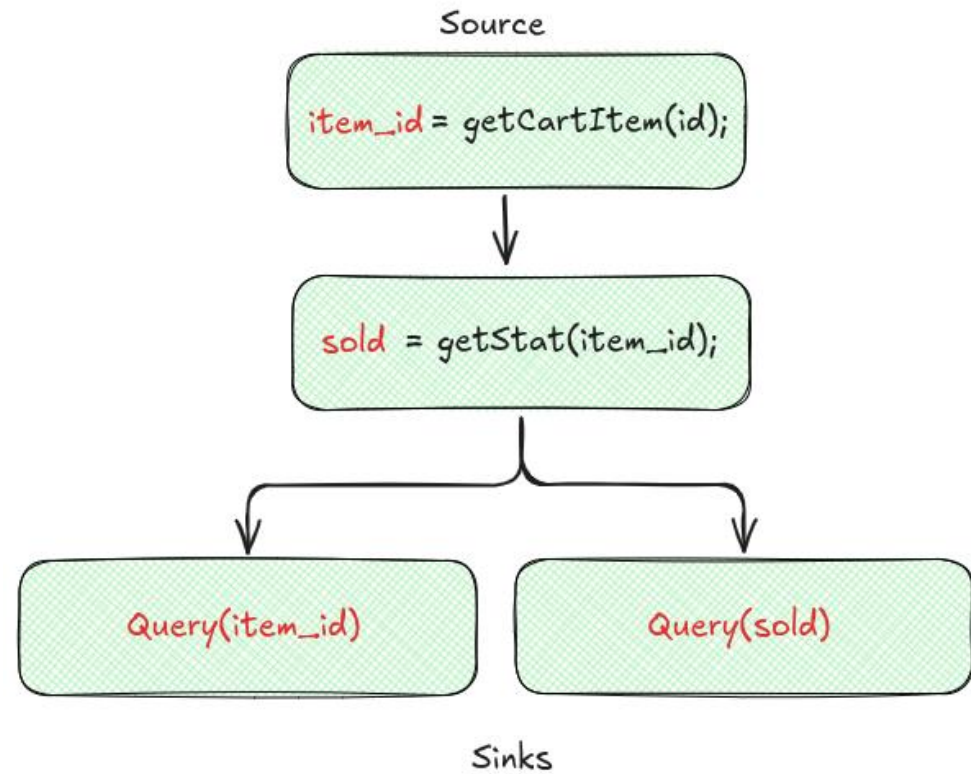 Source
item_id = getCartItem(id);
sold = getStat(item_id);
Query(item_id)
Query(sold)
Sinks